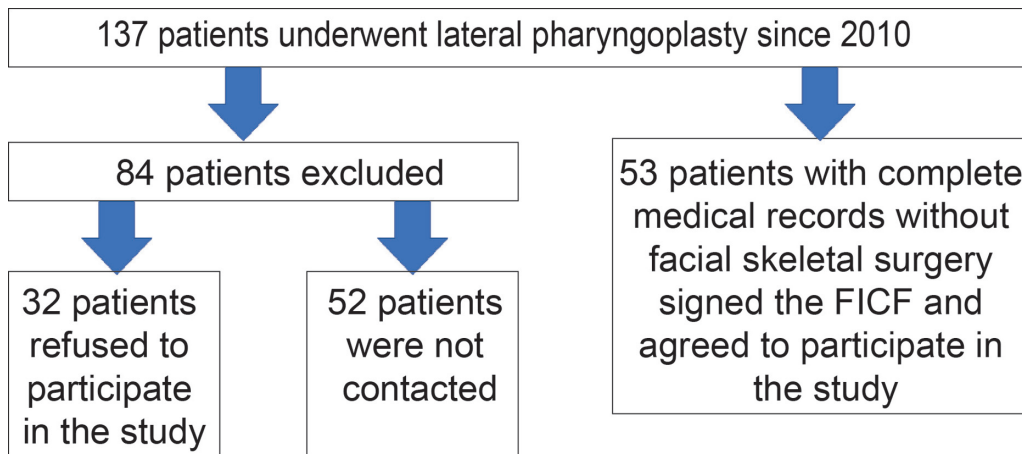 137 patients underwent lateral pharyngoplasty since 2010
84 patients excluded
32 patients
refused to
participate
in the study
52 patients
were not
contacted
53 patients with complete
medical records without
facial skeletal surgery
signed the FICF and
agreed to participate in
the study